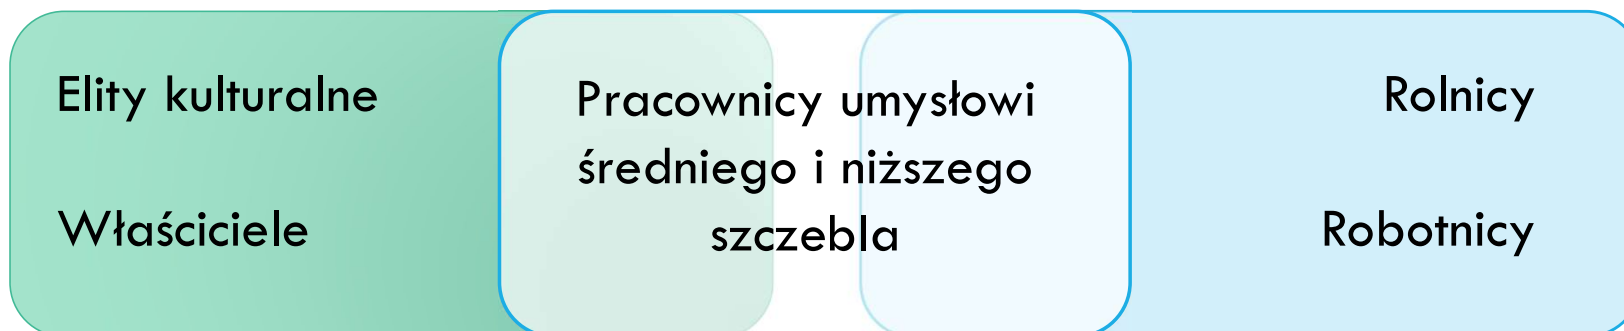 Elity kulturalne
Właściciele
Pracownicy umysłowi
średniego i niższego
szczebla
Rolnicy
Robotnicy